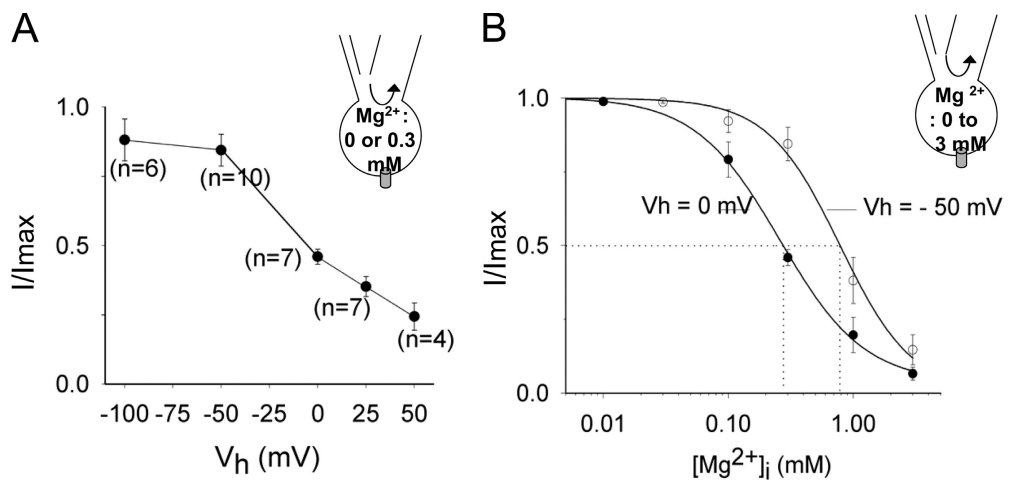 A
Mg2+:
0 or 0.3
mM
1.0
0.5
0.0
I/Imax
(n=6)
(n=10)
(n=7)
(n=7)
(n=4)
-100 -75 -50 -25 0 25 50
Vh (mV)
B
Mg 2+
: 0 to
3 mM
1.0
0.5
0.0
I/Imax
Vh = 0 mV
Vh = - 50 mV
0.01 0.10 1.00
[Mg2+]i (mM)